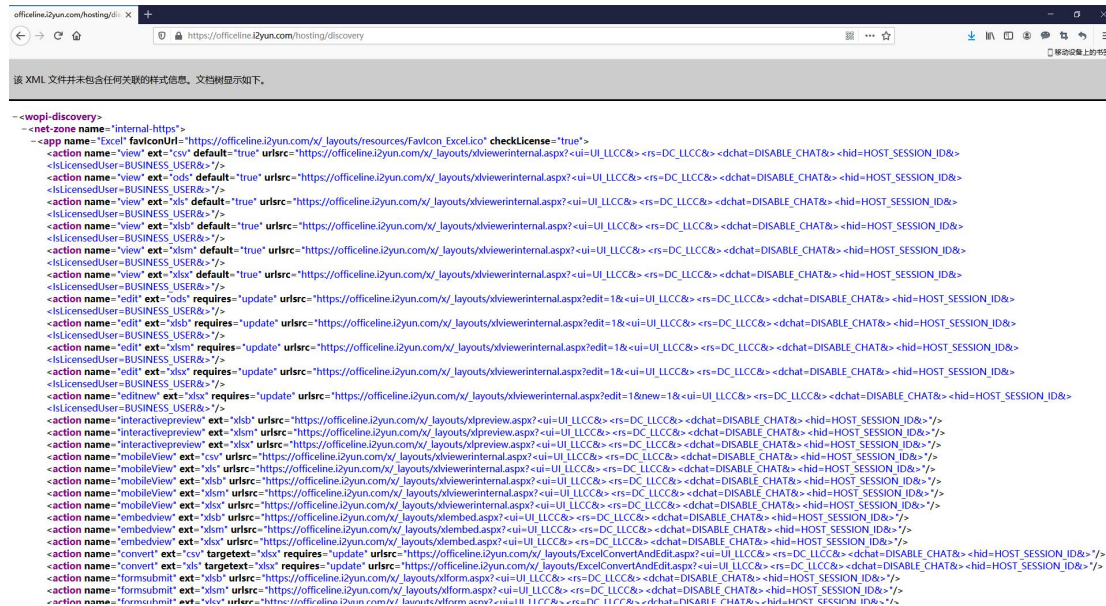 officeline.i2yun.com/hosting/dis
https://officeline.i2yun.com/hosting/discovery
移动设备上的书
该 XML 文件并未包含任何关联的样式信息。文档树显示如下。
-<wopi-discovery>
-<net-zone name="internal-https">
-<app name="Excel" favIconUrl="https://officeline.i2yun.com/x/_layouts/resources/FavIcon_Excel.ico" checkLicense="true">
<action name="view" ext="csv" default="true" urlsrc="https://officeline.i2yun.com/x/_layouts/xlviewerinternal.aspx?<ui=UI_LLCC&><rs=DC_LLCC&><dchat=DISABLE_CHAT&><hid=HOST_SESSION_ID&>
<IsLicensedUser=BUSINESS_USER&>"/>
<action name="view" ext="ods" default="true" urlsrc="https://officeline.i2yun.com/x/_layouts/xlviewerinternal.aspx?<ui=UI_LLCC&><rs=DC_LLCC&><dchat=DISABLE_CHAT&><hid=HOST_SESSION_ID&>
<IsLicensedUser=BUSINESS_USER&>"/>
<action name="view" ext="xls" default="true" urlsrc="https://officeline.i2yun.com/x/_layouts/xlviewerinternal.aspx?<ui=UI_LLCC&><rs=DC_LLCC&><dchat=DISABLE_CHAT&><hid=HOST_SESSION_ID&>
<IsLicensedUser=BUSINESS_USER&>"/>
<action name="view" ext="xlsb" default="true" urlsrc="https://officeline.i2yun.com/x/_layouts/xlviewerinternal.aspx?<ui=UI_LLCC&><rs=DC_LLCC&><dchat=DISABLE_CHAT&><hid=HOST_SESSION_ID&>
<IsLicensedUser=BUSINESS_USER&>"/>
<action name="view" ext="xlsm" default="true" urlsrc="https://officeline.i2yun.com/x/_layouts/xlviewerinternal.aspx?<ui=UI_LLCC&><rs=DC_LLCC&><dchat=DISABLE_CHAT&><hid=HOST_SESSION_ID&>
<IsLicensedUser=BUSINESS_USER&>"/>
<action name="view" ext="xlsx" default="true" urlsrc="https://officeline.i2yun.com/x/_layouts/xlviewerinternal.aspx?<ui=UI_LLCC&><rs=DC_LLCC&><dchat=DISABLE_CHAT&><hid=HOST_SESSION_ID&>
<IsLicensedUser=BUSINESS_USER&>"/>
<action name="edit" ext="ods" requires="update" urlsrc="https://officeline.i2yun.com/x/_layouts/xlviewerinternal.aspx?edit=1&<ui=UI_LLCC&><rs=DC_LLCC&><dchat=DISABLE_CHAT&><hid=HOST_SESSION_ID&>
<IsLicensedUser=BUSINESS_USER&>"/>
<action name="edit" ext="xlsb" requires="update" urlsrc="https://officeline.i2yun.com/x/_layouts/xlviewerinternal.aspx?edit=1&<ui=UI_LLCC&><rs=DC_LLCC&><dchat=DISABLE_CHAT&><hid=HOST_SESSION_ID&>
<IsLicensedUser=BUSINESS_USER&>"/>
<action name="edit" ext="xlsm" requires="update" urlsrc="https://officeline.i2yun.com/x/_layouts/xlviewerinternal.aspx?edit=1&<ui=UI_LLCC&><rs=DC_LLCC&><dchat=DISABLE_CHAT&><hid=HOST_SESSION_ID&>
<IsLicensedUser=BUSINESS_USER&>"/>
<action name="edit" ext="xlsx" requires="update" urlsrc="https://officeline.i2yun.com/x/_layouts/xlviewerinternal.aspx?edit=1&<ui=UI_LLCC&><rs=DC_LLCC&><dchat=DISABLE_CHAT&><hid=HOST_SESSION_ID&>
<IsLicensedUser=BUSINESS_USER&>"/>
<action name="editnew" ext="xlsx" requires="update" urlsrc="https://officeline.i2yun.com/x/_layouts/xlviewerinternal.aspx?edit=1&new=1&<ui=UI_LLCC&><rs=DC_LLCC&><dchat=DISABLE_CHAT&><hid=HOST_SESSION_ID&>
<IsLicensedUser=BUSINESS_USER&>"/>
<action name="interactivepreview" ext="xlsb" urlsrc="https://officeline.i2yun.com/x/_layouts/xlpreview.aspx?<ui=UI_LLCC&><rs=DC_LLCC&><dchat=DISABLE_CHAT&><hid=HOST_SESSION_ID&>"/>
<action name="interactivepreview" ext="xlsm" urlsrc="https://officeline.i2yun.com/x/_layouts/xlpreview.aspx?<ui=UI_LLCC&><rs=DC_LLCC&><dchat=DISABLE_CHAT&><hid=HOST_SESSION_ID&>"/>
<action name="interactivepreview" ext="xlsx" urlsrc="https://officeline.i2yun.com/x/_layouts/xlpreview.aspx?<ui=UI_LLCC&><rs=DC_LLCC&><dchat=DISABLE_CHAT&><hid=HOST_SESSION_ID&>"/>
<action name="mobileView" ext="csv" urlsrc="https://officeline.i2yun.com/x/_layouts/xlviewerinternal.aspx?<ui=UI_LLCC&><rs=DC_LLCC&><dchat=DISABLE_CHAT&><hid=HOST_SESSION_ID&>"/>
<action name="mobileView" ext="xls" urlsrc="https://officeline.i2yun.com/x/_layouts/xlviewerinternal.aspx?<ui=UI_LLCC&><rs=DC_LLCC&><dchat=DISABLE_CHAT&><hid=HOST_SESSION_ID&>"/>
<action name="mobileView" ext="xlsb" urlsrc="https://officeline.i2yun.com/x/_layouts/xlviewerinternal.aspx?<ui=UI_LLCC&><rs=DC_LLCC&><dchat=DISABLE_CHAT&><hid=HOST_SESSION_ID&>"/>
<action name="mobileView" ext="xlsm" urlsrc="https://officeline.i2yun.com/x/_layouts/xlviewerinternal.aspx?<ui=UI_LLCC&><rs=DC_LLCC&><dchat=DISABLE_CHAT&><hid=HOST_SESSION_ID&>"/>
<action name="mobileView" ext="xlsx" urlsrc="https://officeline.i2yun.com/x/_layouts/xlviewerinternal.aspx?<ui=UI_LLCC&><rs=DC_LLCC&><dchat=DISABLE_CHAT&><hid=HOST_SESSION_ID&>"/>
<action name="embedview" ext="xlsb" urlsrc="https://officeline.i2yun.com/x/_layouts/xlembed.aspx?<ui=UI_LLCC&><rs=DC_LLCC&><dchat=DISABLE_CHAT&><hid=HOST_SESSION_ID&>"/>
<action name="embedview" ext="xlsm" urlsrc="https://officeline.i2yun.com/x/_layouts/xlembed.aspx?<ui=UI_LLCC&><rs=DC_LLCC&><dchat=DISABLE_CHAT&><hid=HOST_SESSION_ID&>"/>
<action name="embedview" ext="xlsx" urlsrc="https://officeline.i2yun.com/x/_layouts/xlembed.aspx?<ui=UI_LLCC&><rs=DC_LLCC&><dchat=DISABLE_CHAT&><hid=HOST_SESSION_ID&>"/>
<action name="convert" ext="csv" targetext="xlsx" requires="update" urlsrc="https://officeline.i2yun.com/x/_layouts/ExcelConvertAndEdit.aspx?<ui=UI_LLCC&><rs=DC_LLCC&><dchat=DISABLE_CHAT&><hid=HOST_SESSION_ID&>"/>
<action name="convert" ext="xls" targetext="xlsx" requires="update" urlsrc="https://officeline.i2yun.com/x/_layouts/ExcelConvertAndEdit.aspx?<ui=UI_LLCC&><rs=DC_LLCC&><dchat=DISABLE_CHAT&><hid=HOST_SESSION_ID&>"/>
<action name="formsubmit" ext="xlsb" urlsrc="https://officeline.i2yun.com/x/_layouts/xlform.aspx?<ui=UI_LLCC&><rs=DC_LLCC&><dchat=DISABLE_CHAT&><hid=HOST_SESSION_ID&>"/>
<action name="formsubmit" ext="xlsm" urlsrc="https://officeline.i2yun.com/x/_layouts/xlform.aspx?<ui=UI_LLCC&><rs=DC_LLCC&><dchat=DISABLE_CHAT&><hid=HOST_SESSION_ID&>"/>
<action name="formsubmit" ext="xlsx" urlsrc="https://officeline.i2yun.com/x/_layouts/xlform.aspx?<ui=UI_LLCC&><rs=DC_LLCC&><dchat=DISABLE_CHAT&><hid=HOST_SESSION_ID&>"/>